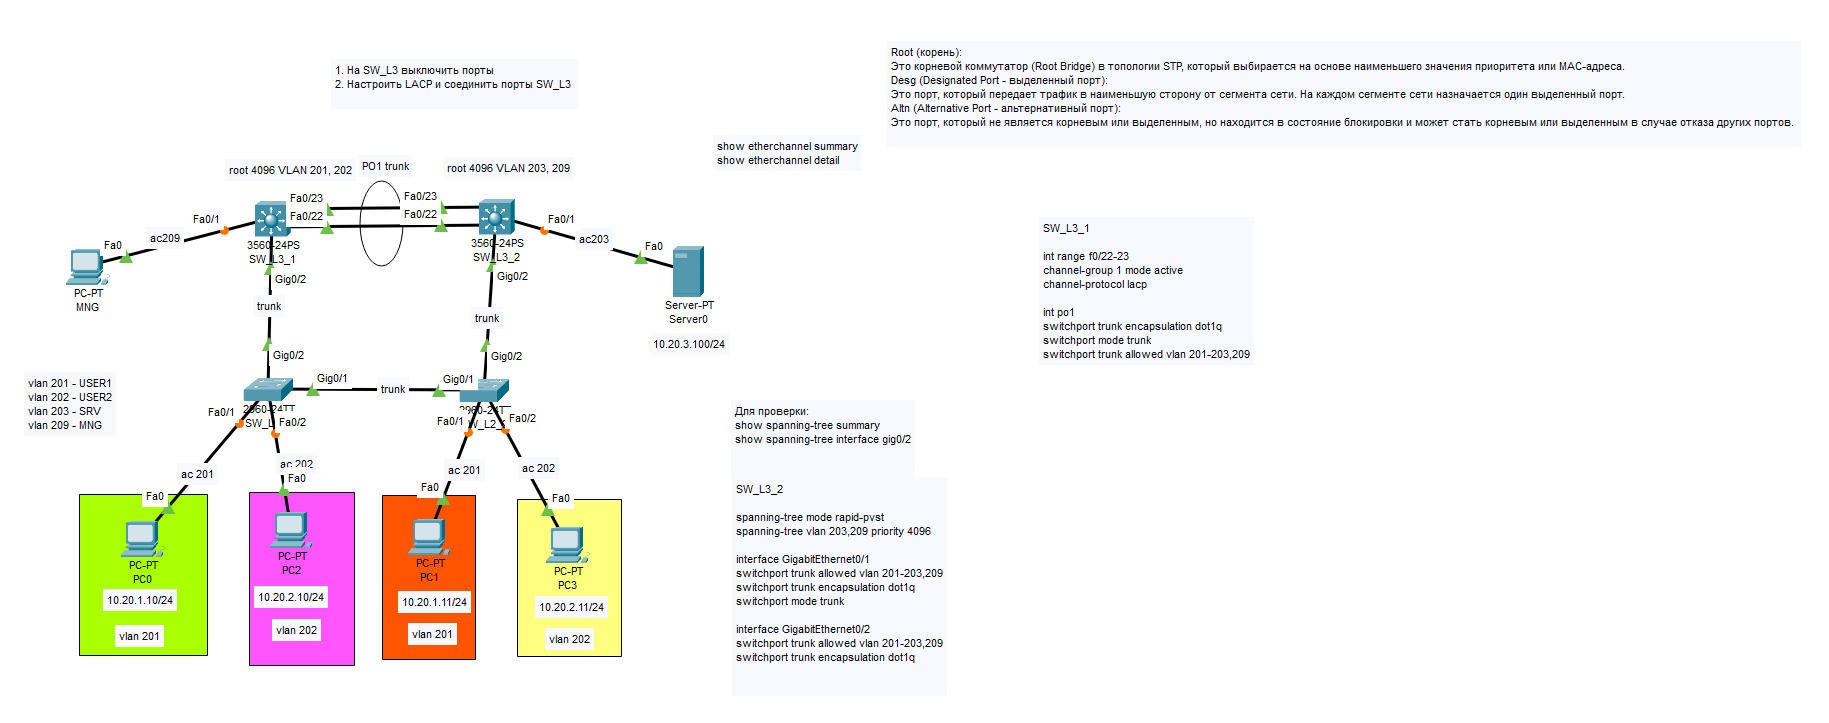 1. На SW_L3 выключить порты
2. Настроить LACP и соединить порты SW_L3
Root (корень):
Это корневой коммутатор (Root Bridge) в топологии STP, который выбирается на основе наименьшего значения приоритета или MAC-адреса.
Desg (Designated Port - выделенный порт):
Это порт, который передает трафик в наименьшую сторону от сегмента сети. На каждом сегменте сети назначается один выделенный порт.
Altn (Alternative Port - альтернативный порт):
Это порт, который не является корневым или выделенным, но находится в состояние блокировки и может стать корневым или выделенным в случае отказа других портов.
show etherchannel summary
show etherchannel detail
root 4096 VLAN 201, 202
PO1 trunk
root 4096 VLAN 203, 209
Fa0/23
Fa0/23
Fa0/22
Fa0/22
Fa0/1
Fa0/1
ac209
ac203
Fa0
Fa0
3560-24PS
SW_L3_1
3560-24PS
SW_L3_2
Gig0/2
Gig0/2
PC-PT
MNG
Server-PT
Server0
10.20.3.100/24
trunk
trunk
Gig0/2
Gig0/2
Gig0/1
trunk
Gig0/1
SW_L3_1
int range f0/22-23
channel-group 1 mode active
channel-protocol lacp
int po1
switchport trunk encapsulation dot1q
switchport mode trunk
switchport trunk allowed vlan 201-203,209
vlan 201 - USER1
vlan 202 - USER2
vlan 203 - SRV
vlan 209 - MNG
Fa0/1
2960-24TT
Fa0/2
Fa0/1
Fa0/2
ac 201
ac 202
ac 201
ac 202
Fa0
Fa0
Fa0
Fa0
PC-PT
PC0
10.20.1.10/24
vlan 201
PC-PT
PC2
10.20.2.10/24
vlan 202
PC-PT
PC1
10.20.1.11/24
vlan 201
PC-PT
PC3
10.20.2.11/24
vlan 202
Для проверки:
show spanning-tree summary
show spanning-tree interface gig0/2
SW_L3_2
spanning-tree mode rapid-pvst
spanning-tree vlan 203,209 priority 4096
interface GigabitEthernet0/1
switchport trunk allowed vlan 201-203,209
switchport trunk encapsulation dot1q
switchport mode trunk
interface GigabitEthernet0/2
switchport trunk allowed vlan 201-203,209
switchport trunk encapsulation dot1q